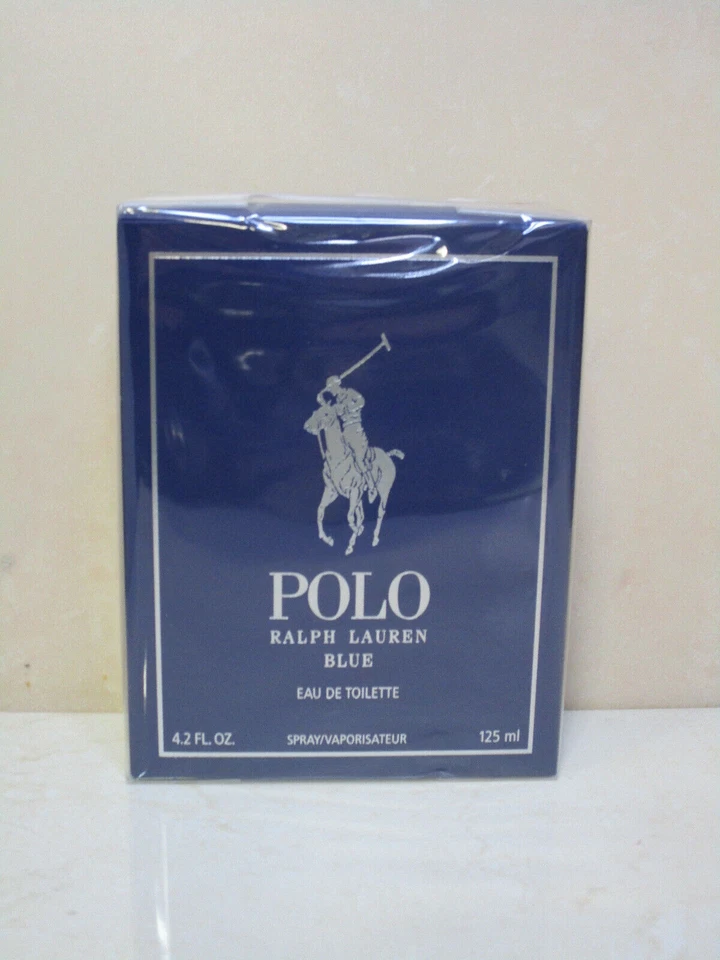 POLO
RALPH LAUREN
BLUE
EAU DE TOILETTE
4.2 FL. OZ. SPRAY/VAPORISATEUR 125 ml